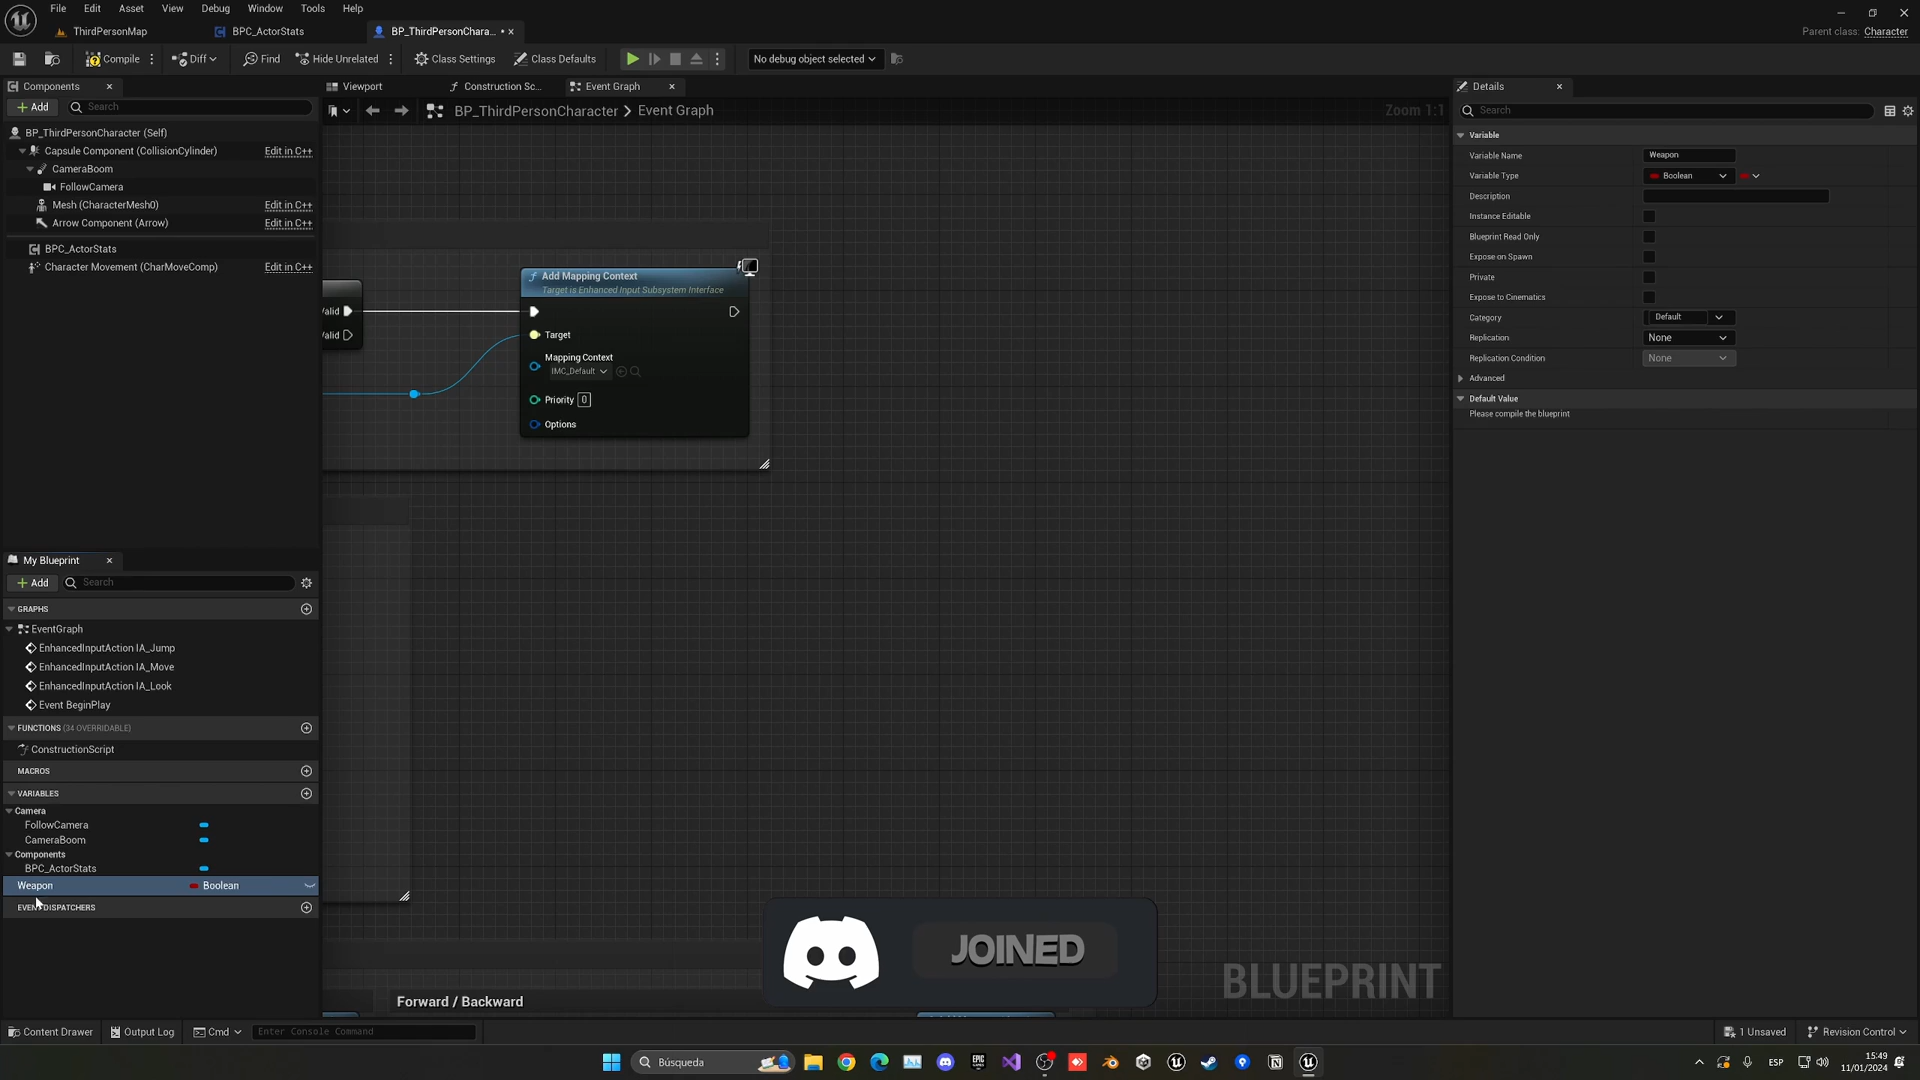 File Edit Asset View Debug Window Tools Help
ThirdPersonMap BPC_ActorStats BP_ThirdPersonChara... •
Parent class: Character
Compile Diff Find Hide Unrelated Class Settings Class Defaults No debug object selected
Components
Add Search
BP_ThirdPersonCharacter (Self)
Capsule Component (CollisionCylinder) Edit in C++
CameraBoom
FollowCamera
Mesh (CharacterMesh0) Edit in C++
Arrow Component (Arrow) Edit in C++
BPC_ActorStats
Character Movement (CharMoveComp) Edit in C++
My Blueprint
Add Search
GRAPHS
EventGraph
EnhancedInputAction IA_Jump
EnhancedInputAction IA_Move
EnhancedInputAction IA_Look
Event BeginPlay
FUNCTIONS (34 OVERRIDABLE)
ConstructionScript
MACROS
VARIABLES
Camera
FollowCamera
CameraBoom
Components
BPC_ActorStats
Weapon Boolean
EVENT DISPATCHERS
Viewport Construction Sc... Event Graph
BP_ThirdPersonCharacter > Event Graph
Zoom 1:1
Valid
Valid
Add Mapping Context
Target is Enhanced Input Subsystem Interface
Target
Mapping Context
IMC_Default
Priority 0
Options
Forward / Backward
JOINED
BLUEPRINT
Details
Search
Variable
Variable Name Weapon
Variable Type Boolean
Description
Instance Editable
Blueprint Read Only
Expose on Spawn
Private
Expose to Cinematics
Category Default
Replication None
Replication Condition None
Advanced
Default Value
Please compile the blueprint
Content Drawer Output Log Cmd Enter Console Command
1 Unsaved Revision Control
Búsqueda
EPIC GAMES
ESP
15:49
11/01/2024